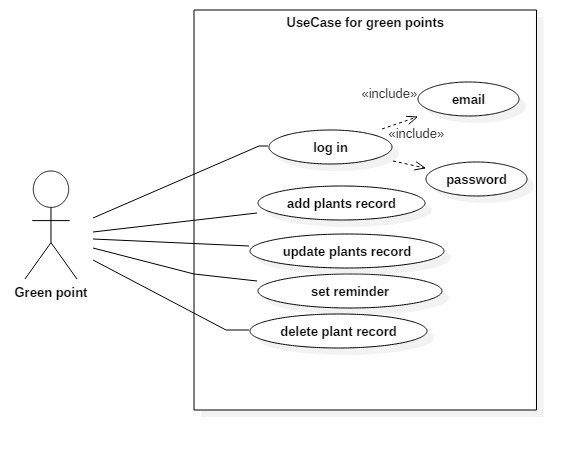 UseCase for green points
«include»
email
«include»
log in
password
add plants record
update plants record
set reminder
delete plant record
Green point